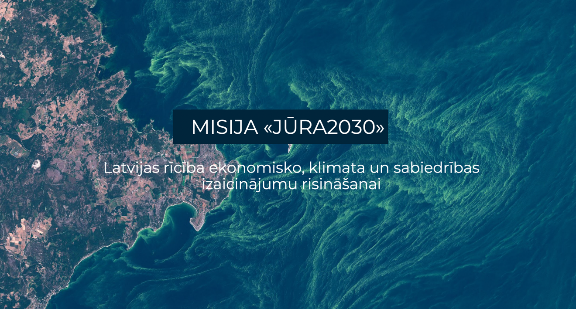 MISIJA «JŪRA2030»
Latvijas rīcība ekonomisko, klimata un sabiedrības
izaicinājumu risināšanai